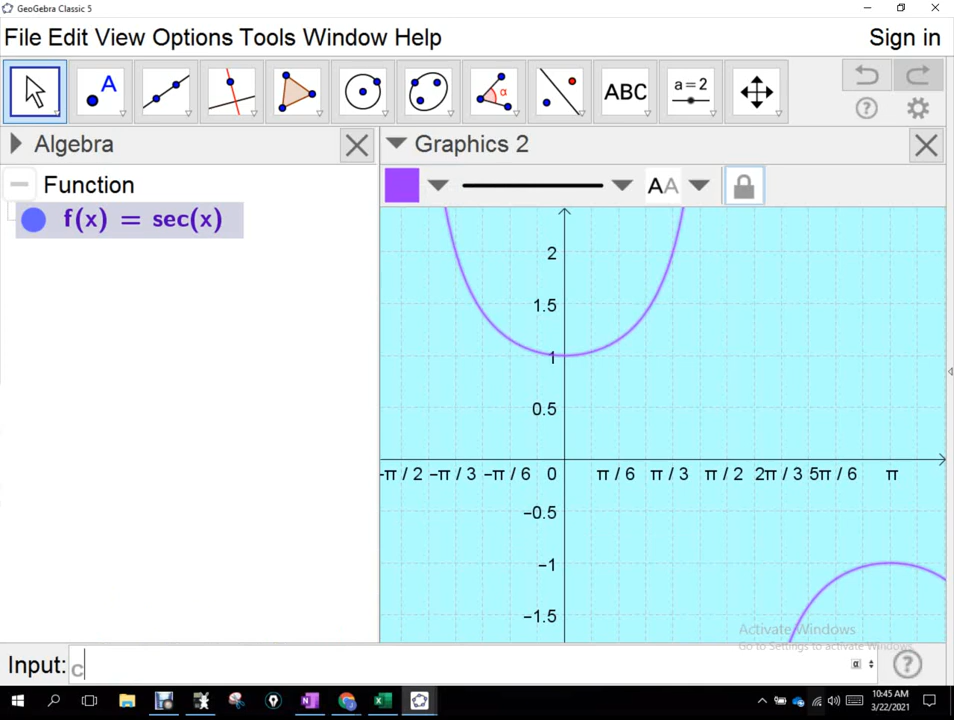 GeoGebra Classic 5
File Edit View Options Tools Window Help
Sign in
A
α
ABC
a = 2
?
Algebra
Graphics 2
AA
Function
f(x) = sec(x)
2
1.5
1
0.5
-π / 2 -π / 3 -π / 6 0 π / 6 π / 3 π / 2 2π / 3 5π / 6 π
-0.5
-1
-1.5
Activate Windows
Go to Settings to activate Windows.
Input: c
α
?
10:45 AM
3/22/2021